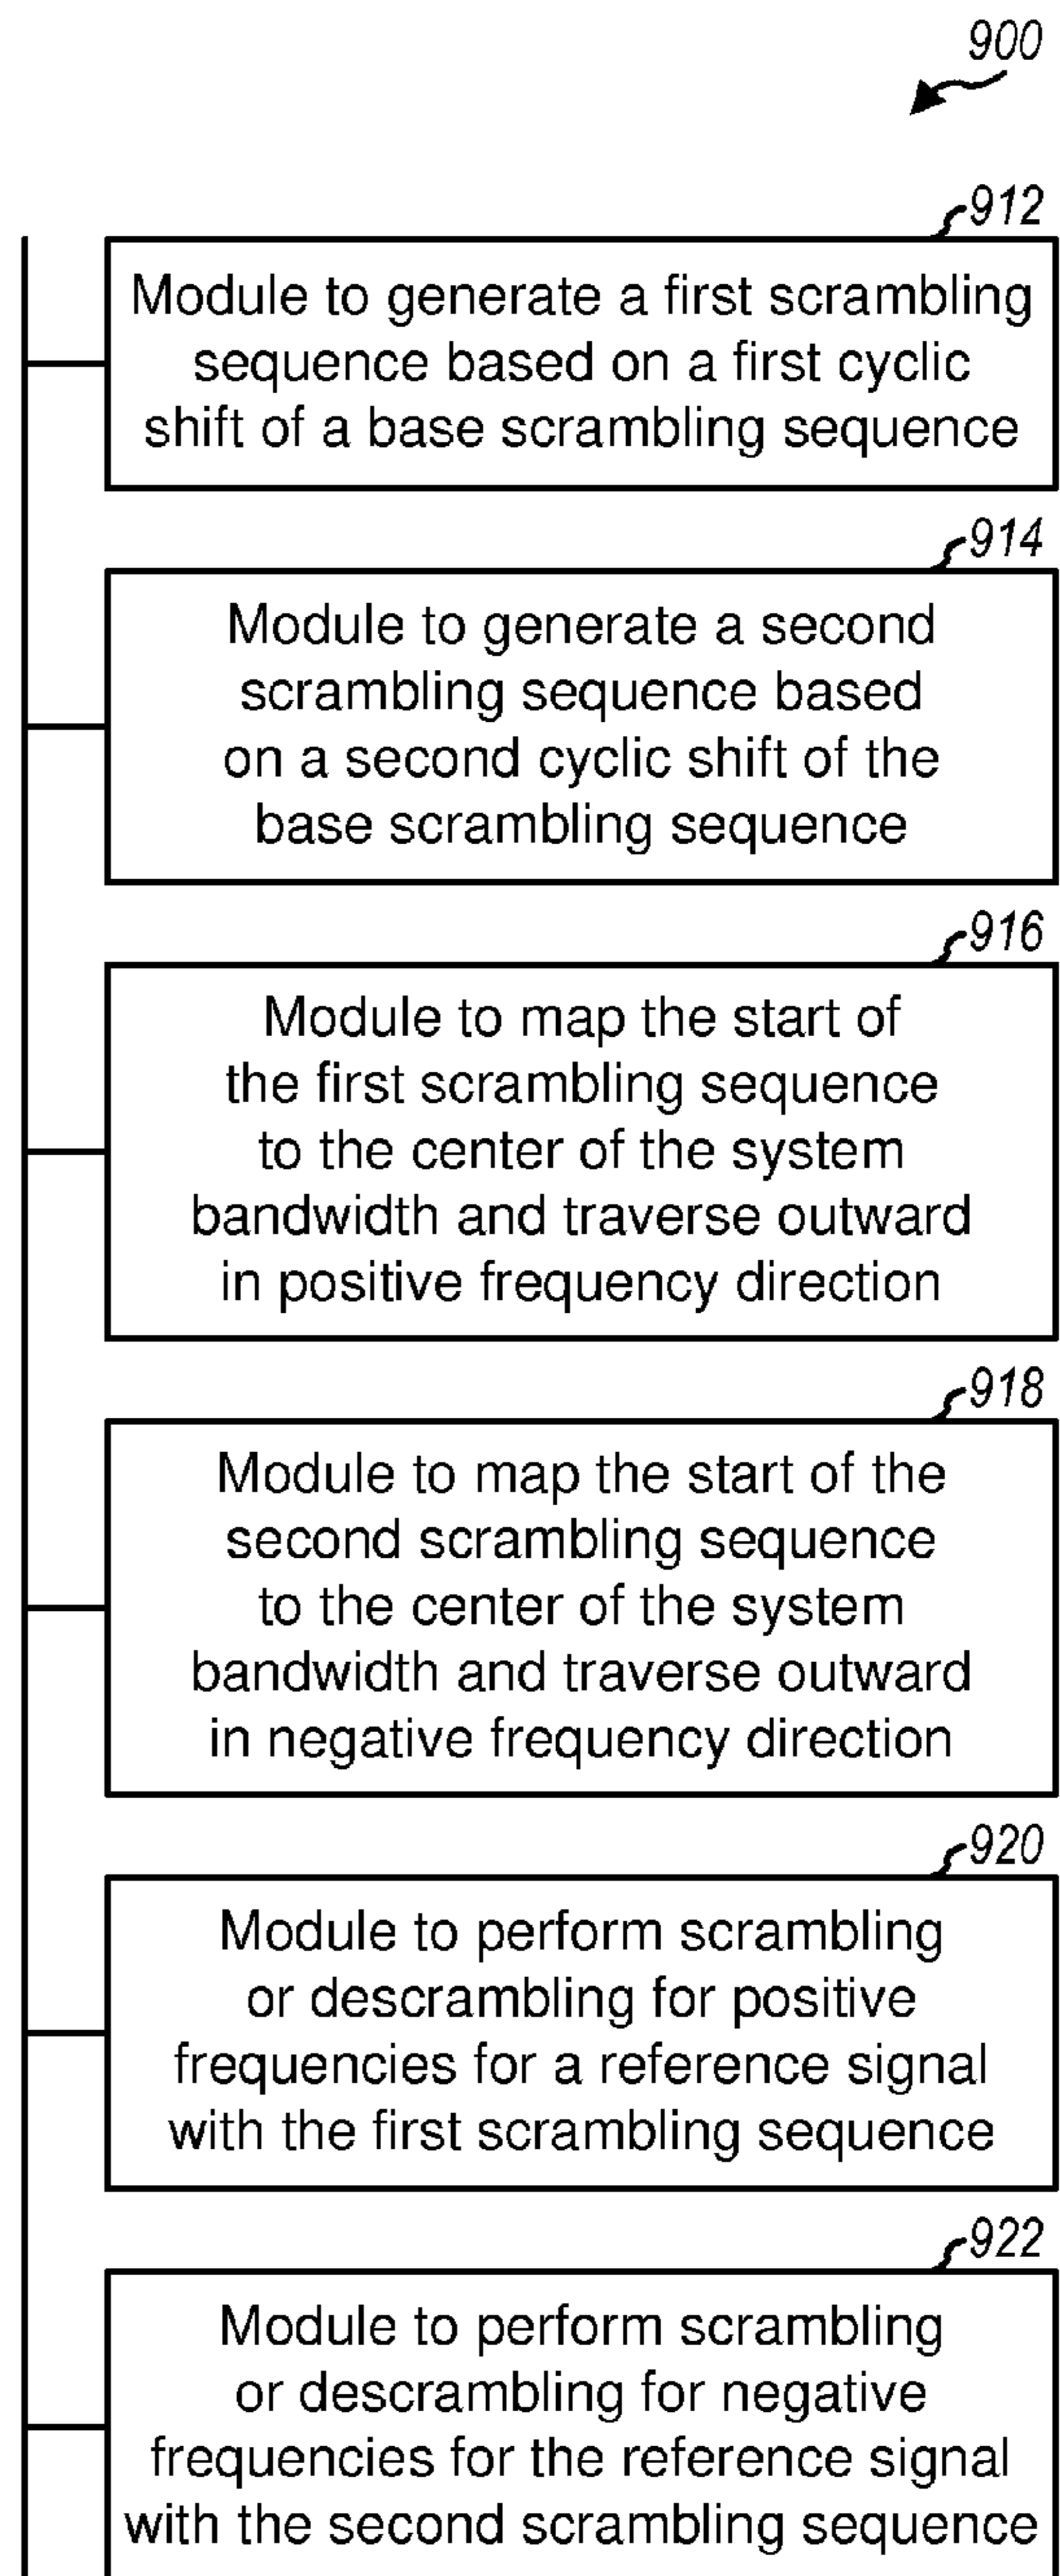 900
912
Module to generate a first scrambling
sequence based on a first cyclic
shift of a base scrambling sequence
914
Module to generate a second
scrambling sequence based
on a second cyclic shift of the
base scrambling sequence
916
Module to map the start of
the first scrambling sequence
to the center of the system
bandwidth and traverse outward
in positive frequency direction
918
Module to map the start of the
second scrambling sequence
to the center of the system
bandwidth and traverse outward
in negative frequency direction
920
Module to perform scrambling
or descrambling for positive
frequencies for a reference signal
with the first scrambling sequence
922
Module to perform scrambling
or descrambling for negative
frequencies for the reference signal
with the second scrambling sequence